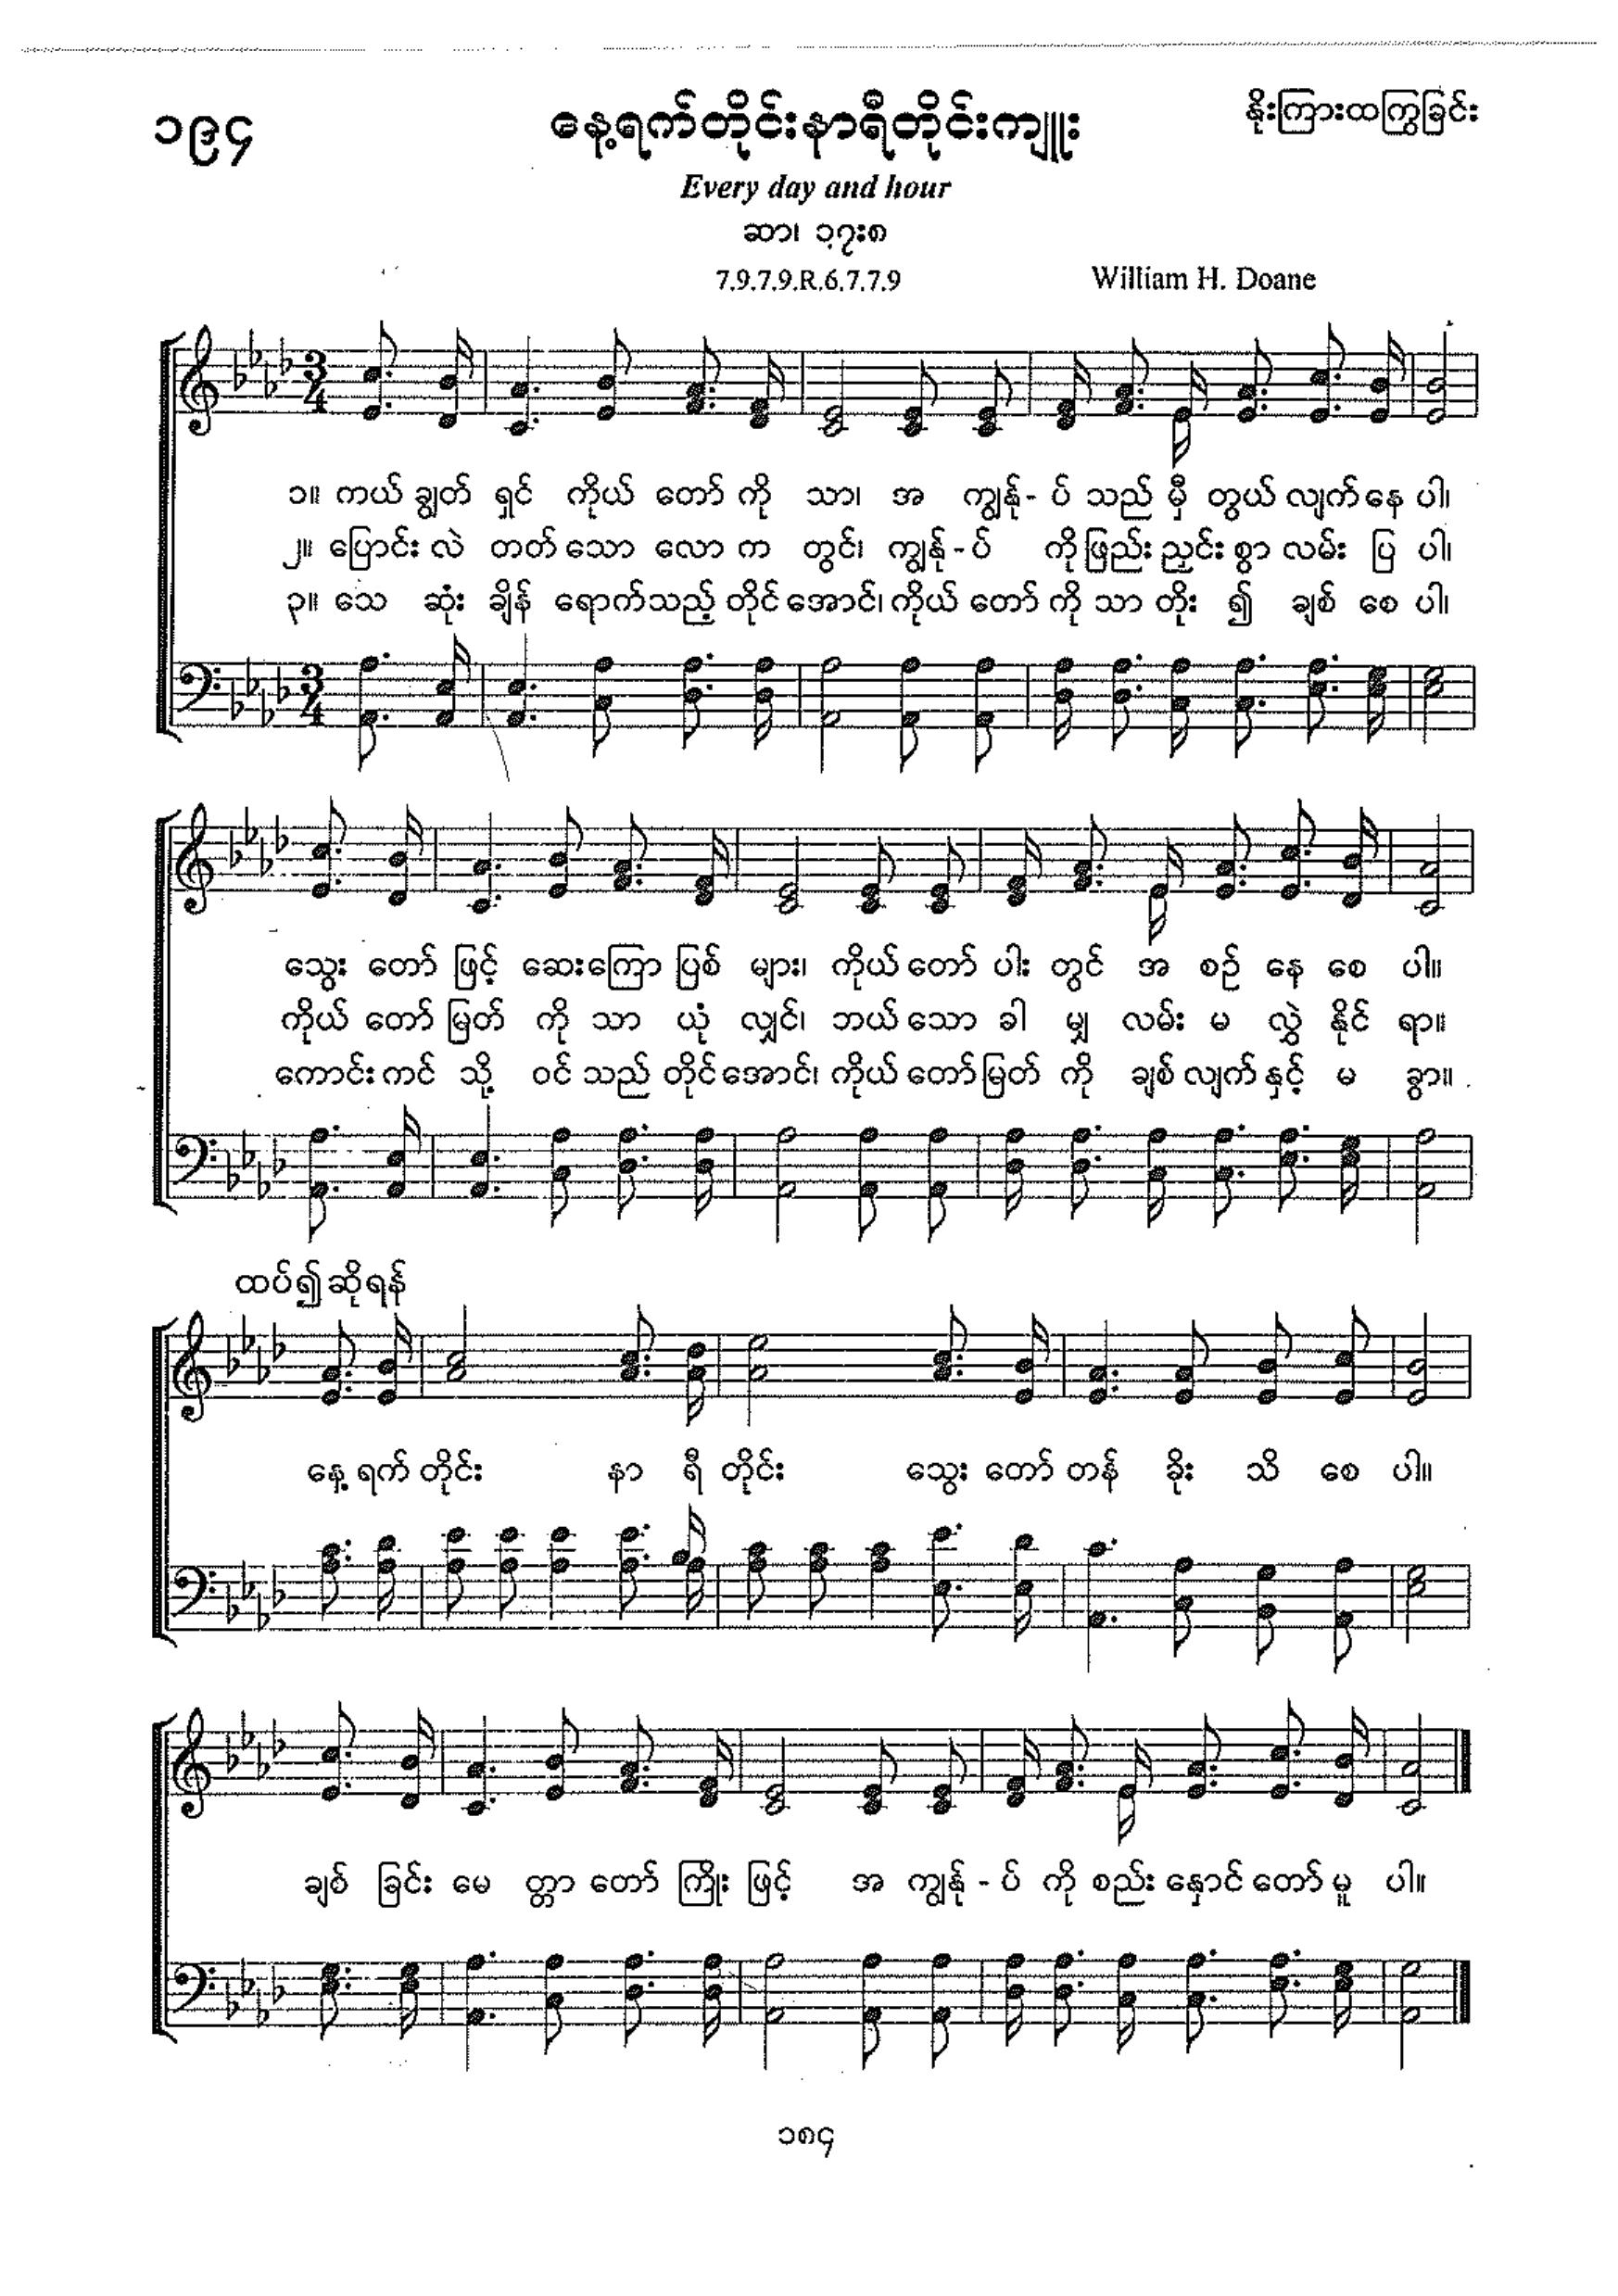 ၁၉၄
နေ့ရက်တိုင်းနာရီတိုင်းကျူး
နိုးကြားထကြွခြင်း
Every day and hour
ဆာ၊ ၁၇း၈
7.9.7.9.R.6.7.7.9
William H. Doane
၁။ ကယ် ချွတ် ရှင် ကိုယ် တော် ကို သာ၊ အ ကျွန်ု - ပ် သည် မှီ တွယ် လျက် နေ ပါ၊
၂။ ပြောင်း လဲ တတ် သော လော က တွင်၊ ကျွန်ု - ပ် ကို ဖြည်း ညှင်း စွာ လမ်း ပြ ပါ၊
၃။ သေ ဆုံး ချိန် ရောက် သည့် တိုင် အောင်၊ ကိုယ် တော် ကို သာ တိုး ၍ ချစ် စေ ပါ၊
သွေး တော် ဖြင့် ဆေး ကြော ပြစ် များ၊ ကိုယ် တော် ပါး တွင် အ စဉ် နေ စေ ပါ။
ကိုယ် တော် မြတ် ကို သာ ယုံ လျှင်၊ ဘယ် သော ခါ မျှ လမ်း မ လွှဲ နိုင် ရာ။
ကောင်း ကင် သို့ ဝင် သည် တိုင် အောင်၊ ကိုယ် တော် မြတ် ကို ချစ် လျက် နှင့် မ ခွာ။
ထပ်၍ဆိုရန်
နေ့ ရက် တိုင်း နာ ရီ တိုင်း သွေး တော် တန် ခိုး သိ စေ ပါ။
ချစ် ခြင်း မေ တ္တာ တော် ကြိုး ဖြင့် အ ကျွန်ု - ပ် ကို စည်း နှောင် တော် မူ ပါ။
၁၈၄